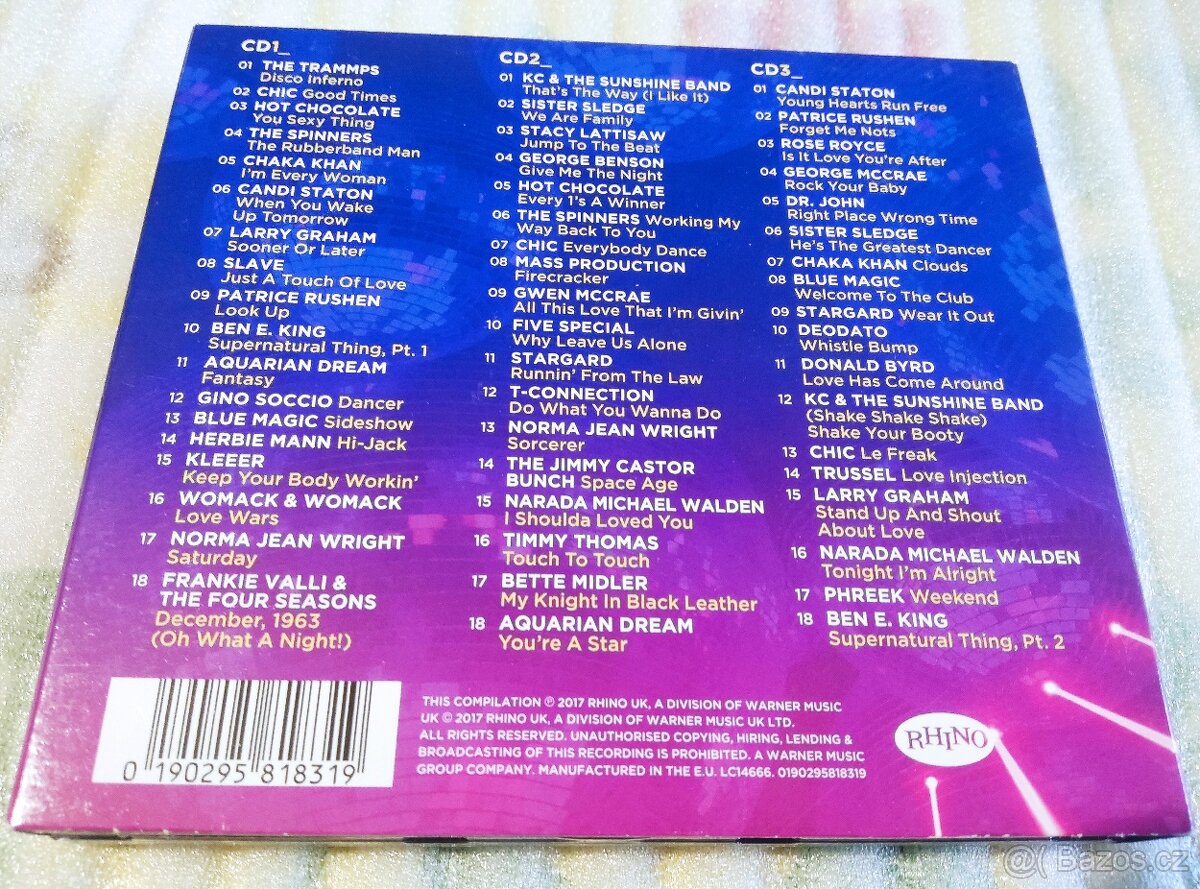 CD1_
01 THE TRAMMPS
Disco Inferno
02 CHIC Good Times
03 HOT CHOCOLATE
You Sexy Thing
04 THE SPINNERS
The Rubberband Man
05 CHAKA KHAN
I'm Every Woman
06 CANDI STATON
When You Wake
Up Tomorrow
07 LARRY GRAHAM
Sooner Or Later
08 SLAVE
Just A Touch Of Love
09 PATRICE RUSHEN
Look Up
10 BEN E. KING
Supernatural Thing, Pt. 1
11 AQUARIAN DREAM
Fantasy
12 GINO SOCCIO Dancer
13 BLUE MAGIC Sideshow
14 HERBIE MANN Hi-Jack
15 KLEEER
Keep Your Body Workin'
16 WOMACK & WOMACK
Love Wars
17 NORMA JEAN WRIGHT
Saturday
18 FRANKIE VALLI &
THE FOUR SEASONS
December, 1963
(Oh What A Night!)
CD2_
01 KC & THE SUNSHINE BAND
That's The Way (I Like It)
02 SISTER SLEDGE
We Are Family
03 STACY LATTISAW
Jump To The Beat
04 GEORGE BENSON
Give Me The Night
05 HOT CHOCOLATE
Every 1's A Winner
06 THE SPINNERS Working My
Way Back To You
07 CHIC Everybody Dance
08 MASS PRODUCTION
Firecracker
09 GWEN MCCRAE
All This Love That I'm Givin'
10 FIVE SPECIAL
Why Leave Us Alone
11 STARGARD
Runnin' From The Law
12 T-CONNECTION
Do What You Wanna Do
13 NORMA JEAN WRIGHT
Sorcerer
14 THE JIMMY CASTOR
BUNCH Space Age
15 NARADA MICHAEL WALDEN
I Shoulda Loved You
16 TIMMY THOMAS
Touch To Touch
17 BETTE MIDLER
My Knight In Black Leather
18 AQUARIAN DREAM
You're A Star
CD3_
01 CANDI STATON
Young Hearts Run Free
02 PATRICE RUSHEN
Forget Me Nots
03 ROSE ROYCE
Is It Love You're After
04 GEORGE MCCRAE
Rock Your Baby
05 DR. JOHN
Right Place Wrong Time
06 SISTER SLEDGE
He's The Greatest Dancer
07 CHAKA KHAN Clouds
08 BLUE MAGIC
Welcome To The Club
09 STARGARD Wear It Out
10 DEODATO
Whistle Bump
11 DONALD BYRD
Love Has Come Around
12 KC & THE SUNSHINE BAND
(Shake Shake Shake)
Shake Your Booty
13 CHIC Le Freak
14 TRUSSEL Love Injection
15 LARRY GRAHAM
Stand Up And Shout
About Love
16 NARADA MICHAEL WALDEN
Tonight I'm Alright
17 PHREEK Weekend
18 BEN E. KING
Supernatural Thing, Pt. 2
0 190295 818319
THIS COMPILATION ℗ 2017 RHINO UK, A DIVISION OF WARNER MUSIC
UK © 2017 RHINO UK, A DIVISION OF WARNER MUSIC UK LTD.
ALL RIGHTS RESERVED. UNAUTHORISED COPYING, HIRING, LENDING &
BROADCASTING OF THIS RECORDING IS PROHIBITED. A WARNER MUSIC
GROUP COMPANY. MANUFACTURED IN THE E.U. LC14666. 0190295818319
RHINO
@( Bazos.cz